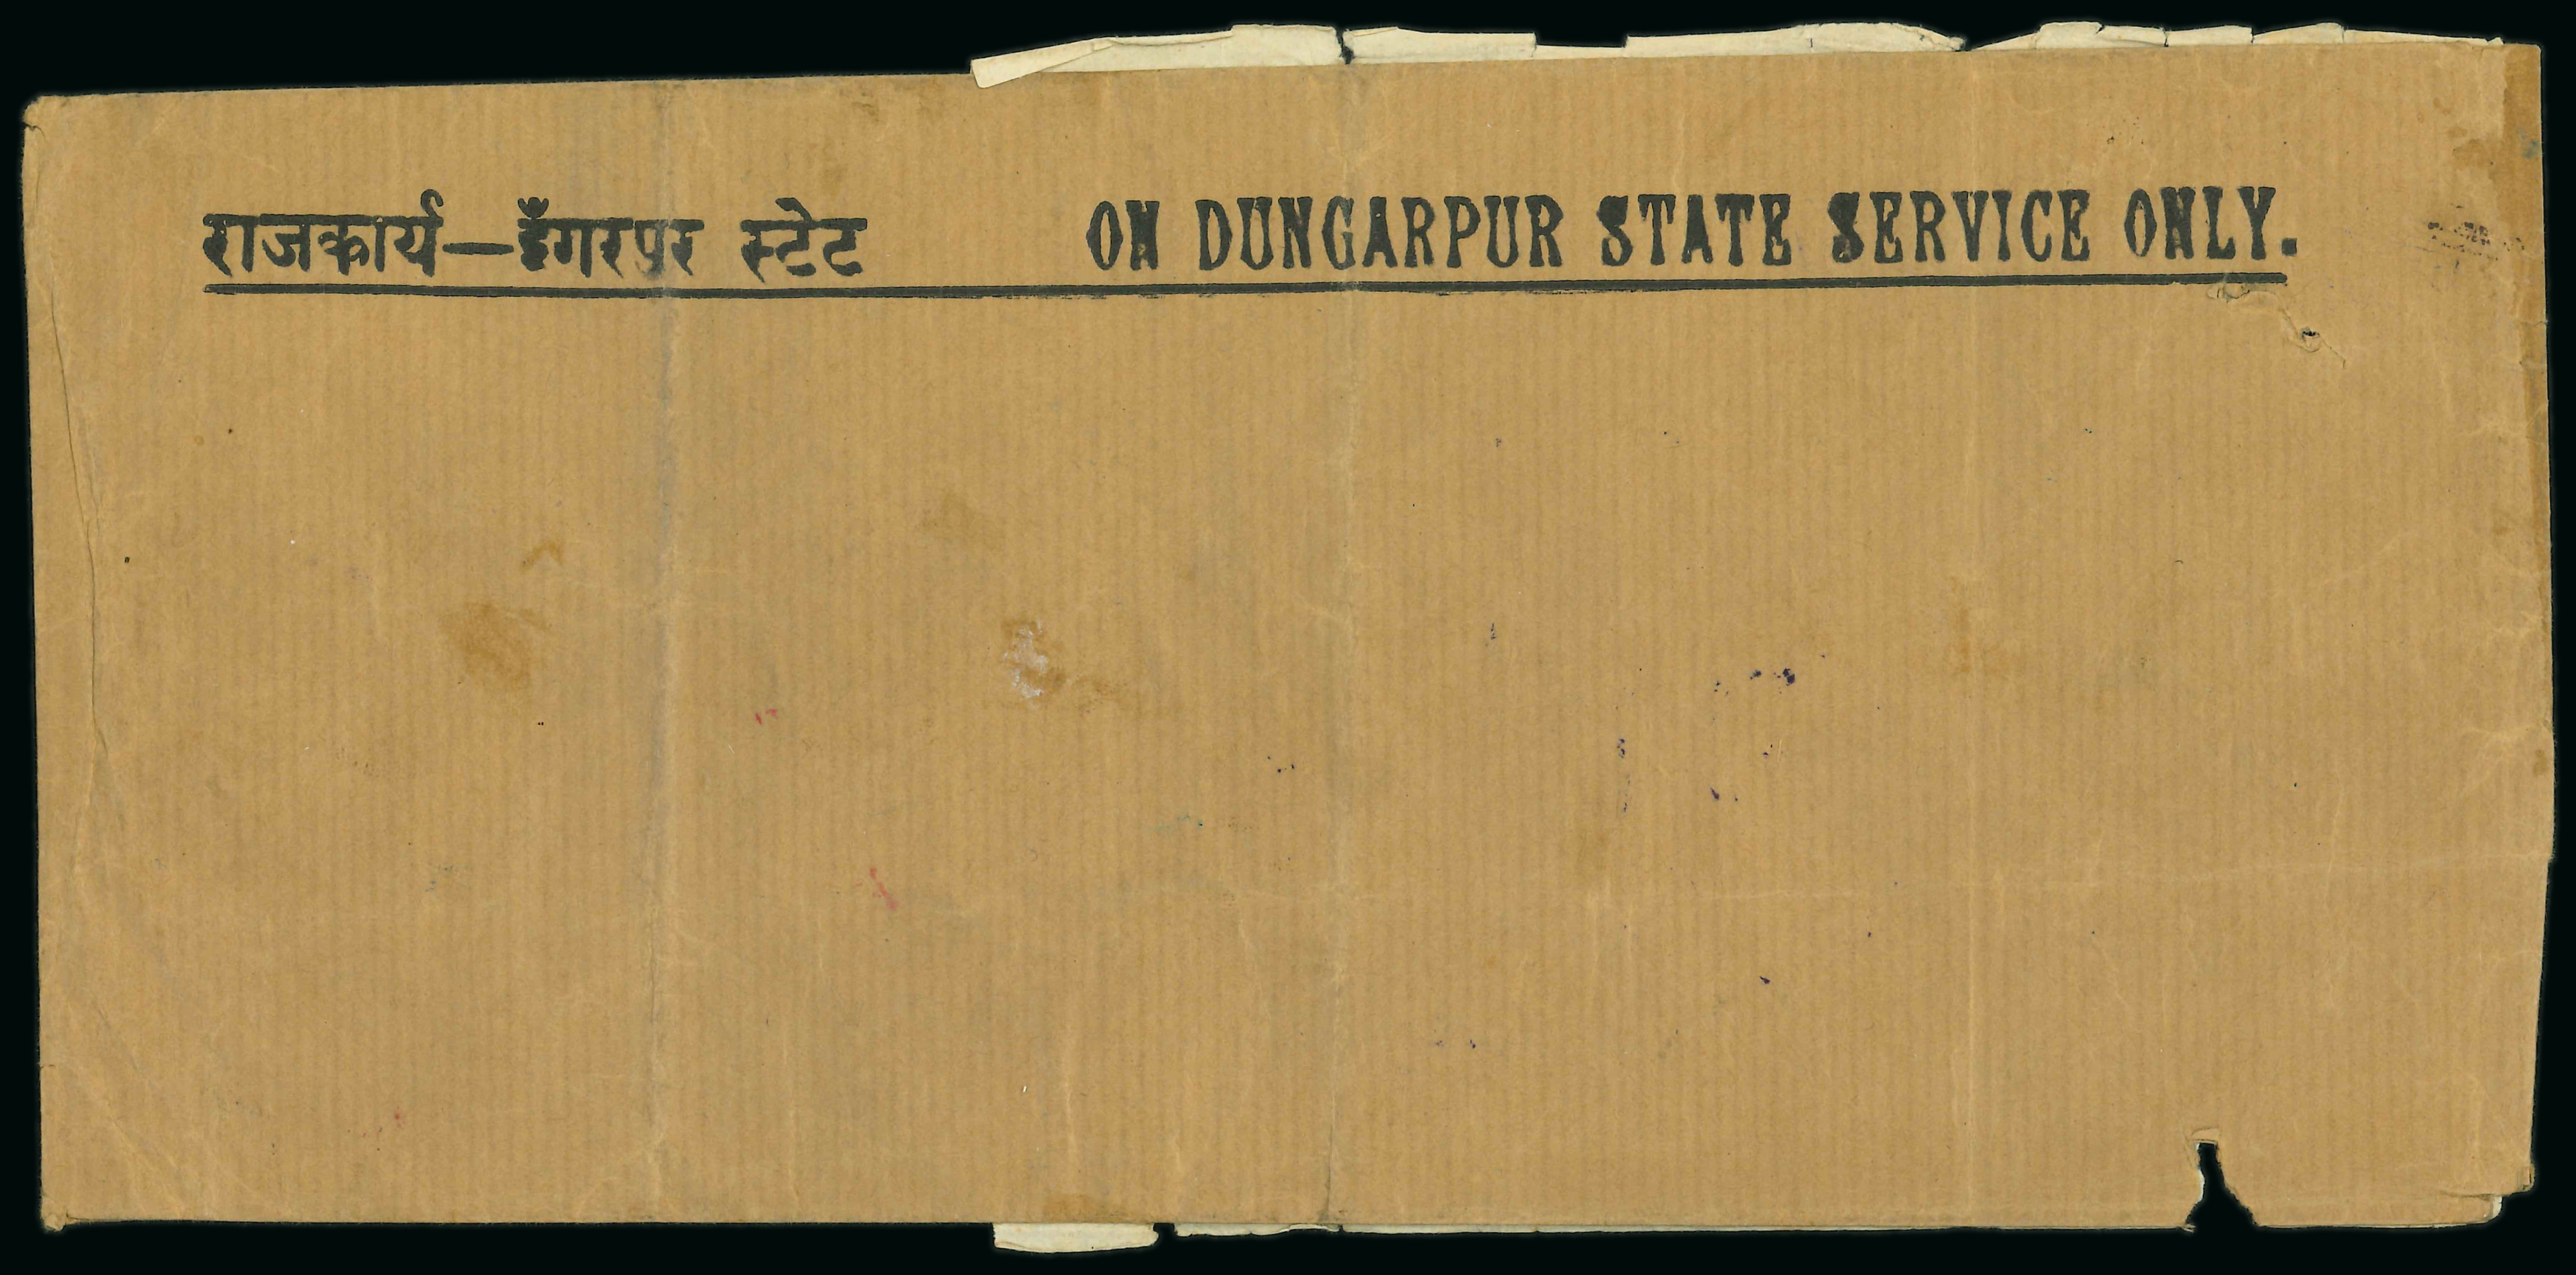 राजकार्य—डूँगरपुर स्टेट ON DUNGARPUR STATE SERVICE ONLY.